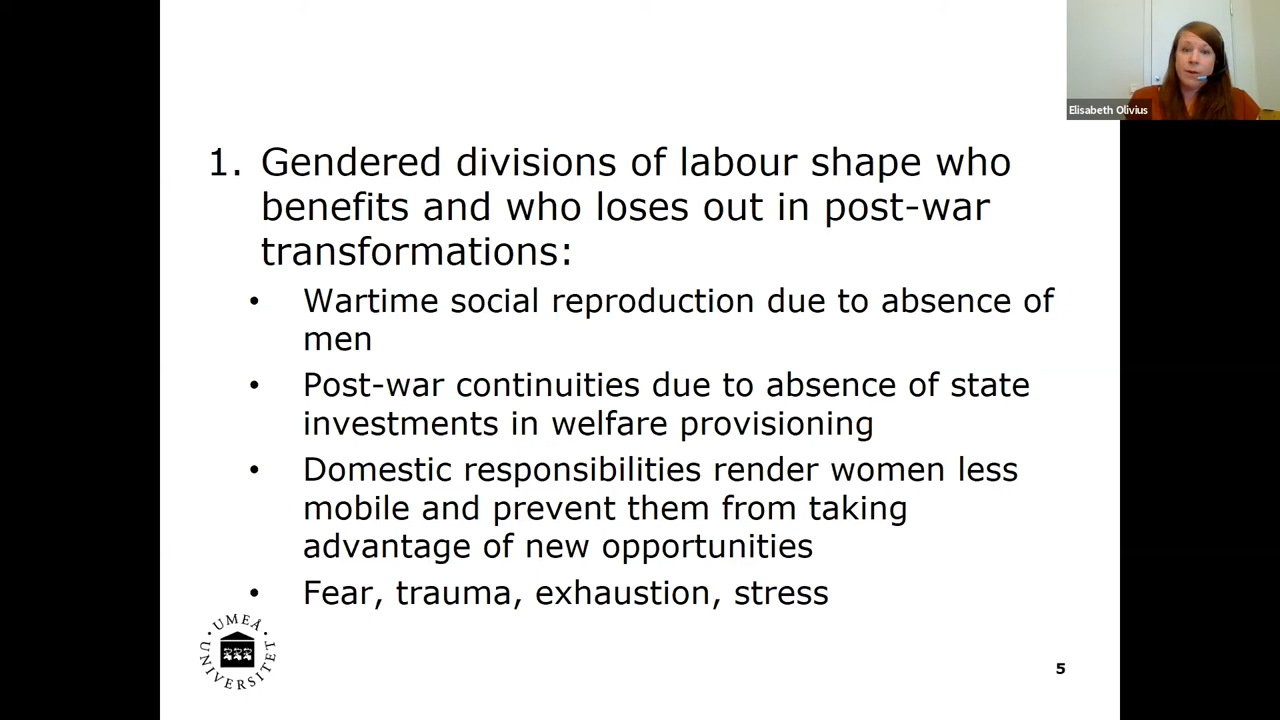 Elisabeth Olivius
1. Gendered divisions of labour shape who
benefits and who loses out in post-war
transformations:
• Wartime social reproduction due to absence of
men
• Post-war continuities due to absence of state
investments in welfare provisioning
• Domestic responsibilities render women less
mobile and prevent them from taking
advantage of new opportunities
• Fear, trauma, exhaustion, stress
UMEÅ UNIVERSITET
5